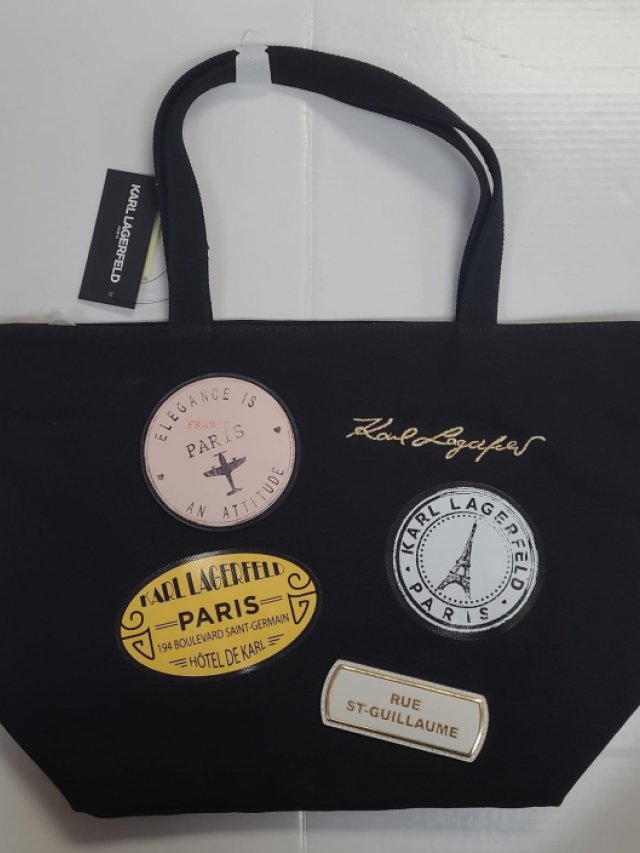 KARL LAGERFELD
PARIS
ELEGANCE IS
FRANCE
PARIS
AN ATTITUDE
Karl Lagerfeld
KARL LAGERFELD
PARIS
KARL LAGERFELD
PARIS
194 BOULEVARD SAINT-GERMAIN
HÔTEL DE KARL
RUE
ST-GUILLAUME